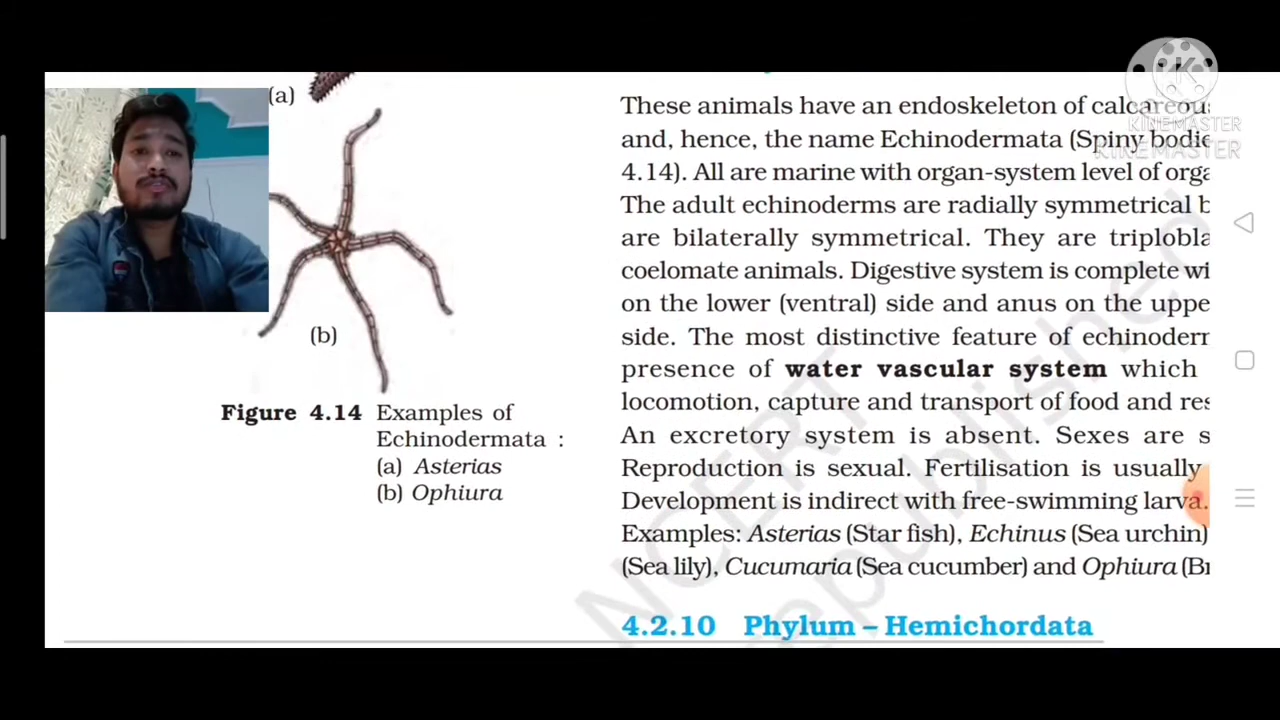 (a)
(b)
Figure 4.14 Examples of
Echinodermata :
(a) Asterias
(b) Ophiura
These animals have an endoskeleton of calcareou
and, hence, the name Echinodermata (Spiny bodie
4.14). All are marine with organ-system level of orga
The adult echinoderms are radially symmetrical b
are bilaterally symmetrical. They are triplobla
coelomate animals. Digestive system is complete wi
on the lower (ventral) side and anus on the uppe
side. The most distinctive feature of echinoder
presence of water vascular system which
locomotion, capture and transport of food and res
An excretory system is absent. Sexes are s
Reproduction is sexual. Fertilisation is usually
Development is indirect with free-swimming larva.
Examples: Asterias (Star fish), Echinus (Sea urchin)
(Sea lily), Cucumaria (Sea cucumber) and Ophiura (Br
4.2.10 Phylum – Hemichordata
KINEMASTER
KINEMASTER
NCERT
republished